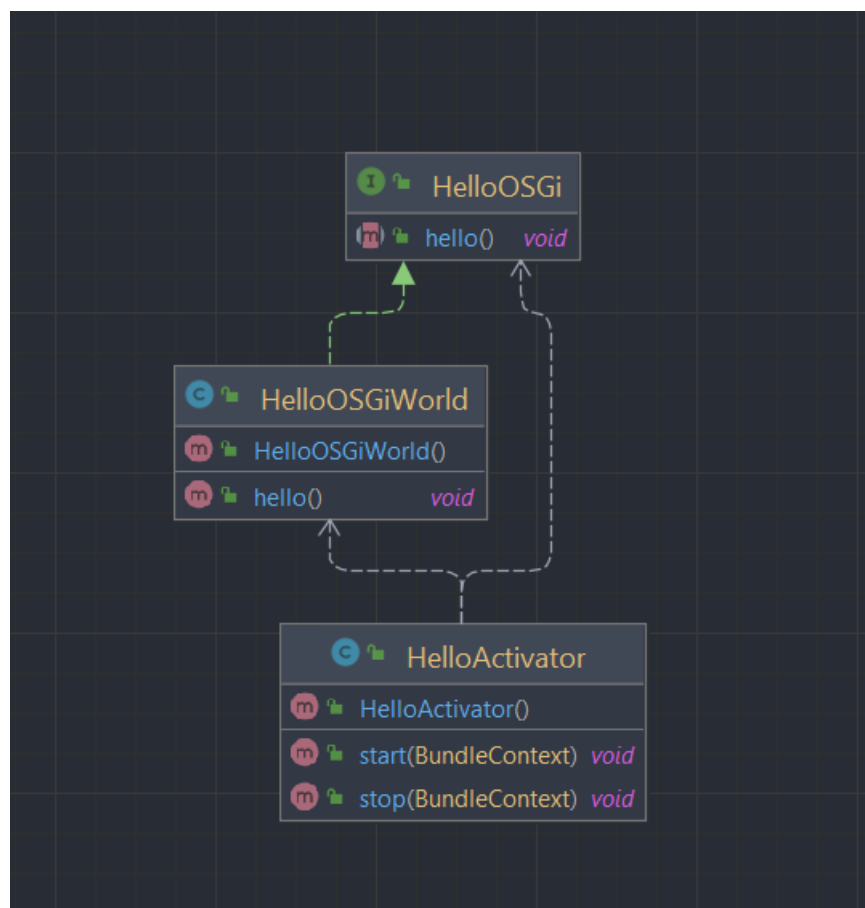 I HelloOSGi
m hello() void
C HelloOSGiWorld
m HelloOSGiWorld()
m hello() void
C HelloActivator
m HelloActivator()
m start(BundleContext) void
m stop(BundleContext) void